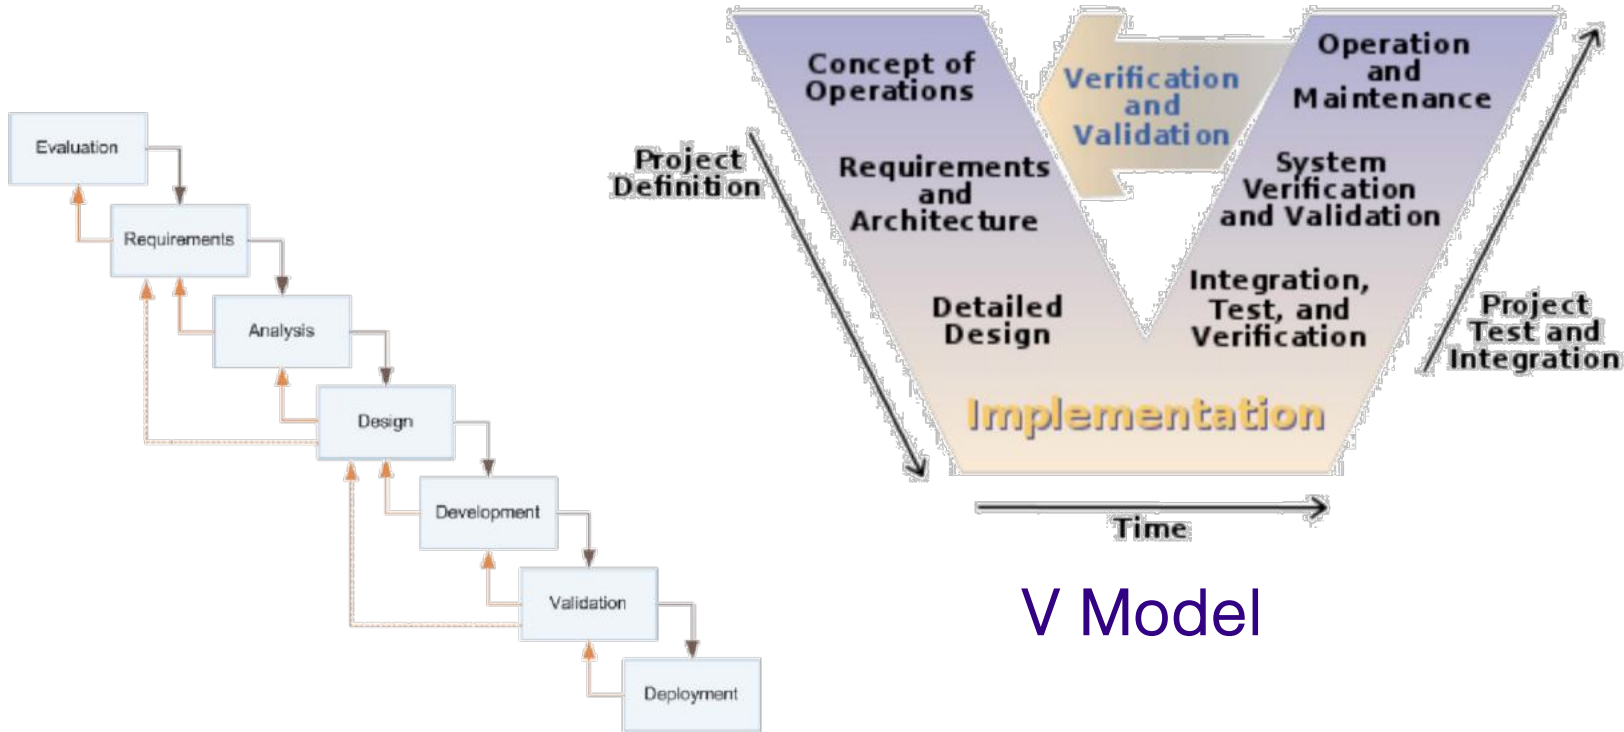 Evaluation
Requirements
Analysis
Design
Development
Validation
Deployment
Project
Definition
Concept of
Operations
Requirements
and
Architecture
Detailed
Design
Implementation
Verification
and
Validation
Operation
and
Maintenance
System
Verification
and Validation
Integration,
Test, and
Verification
Project
Test and
Integration
Time
V Model